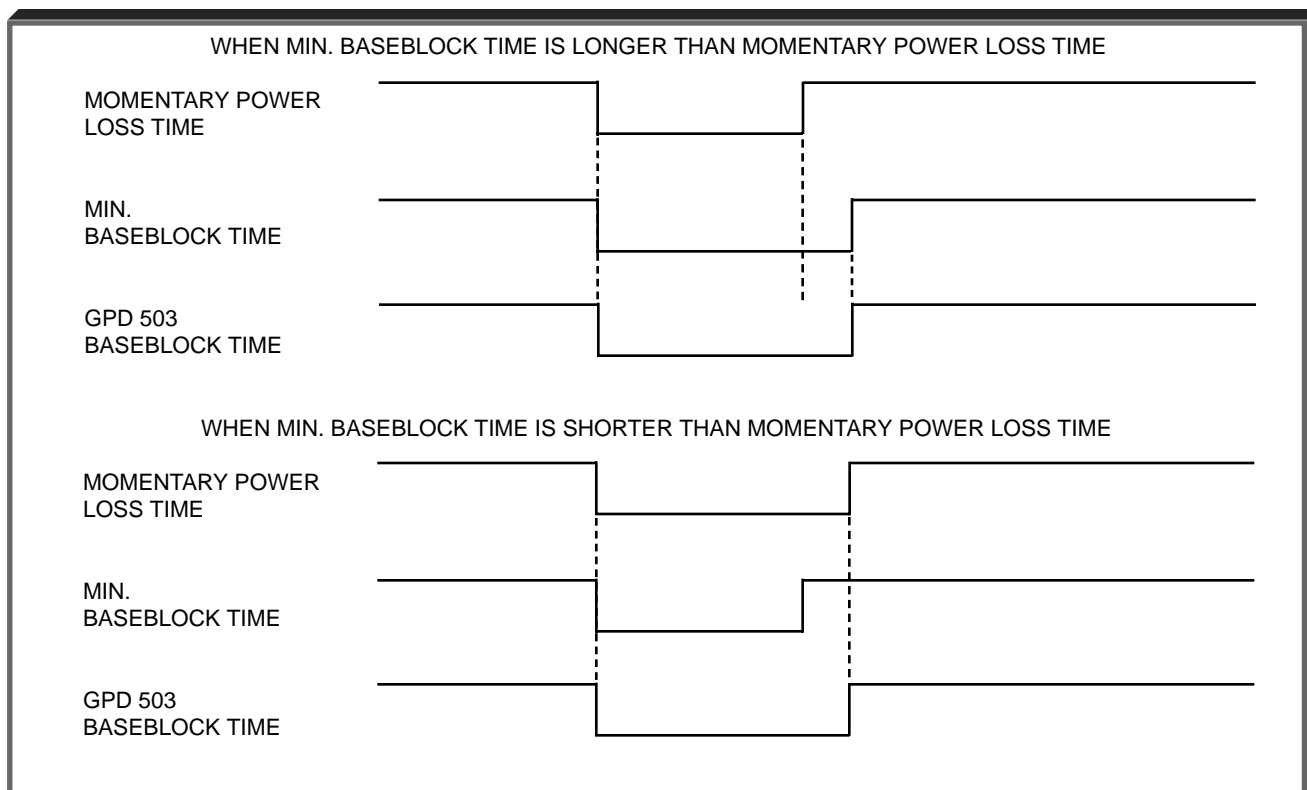 WHEN MIN. BASEBLOCK TIME IS LONGER THAN MOMENTARY POWER LOSS TIME
MOMENTARY POWER
LOSS TIME
MIN.
BASEBLOCK TIME
GPD 503
BASEBLOCK TIME
WHEN MIN. BASEBLOCK TIME IS SHORTER THAN MOMENTARY POWER LOSS TIME
MOMENTARY POWER
LOSS TIME
MIN.
BASEBLOCK TIME
GPD 503
BASEBLOCK TIME